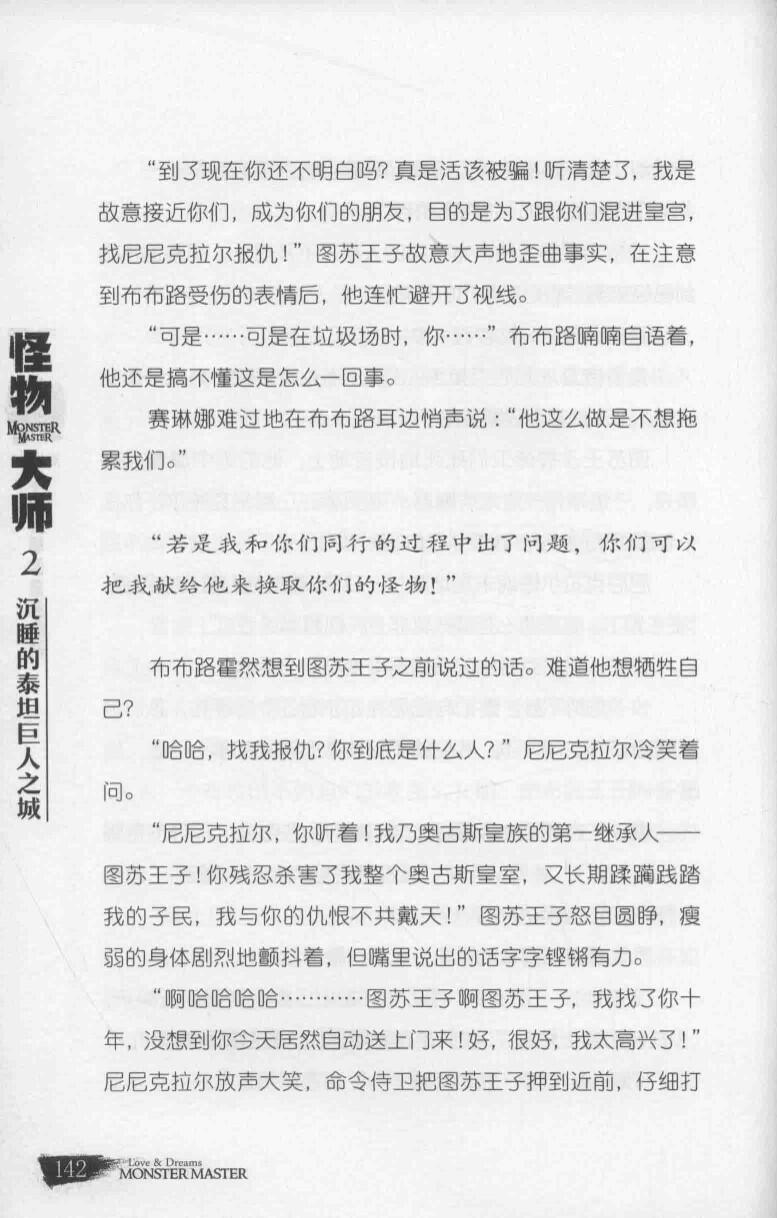 “到了现在你还不明白吗？真是活该被骗！听清楚了，我是
故意接近你们，成为你们的朋友，目的是为了跟你们混进皇宫，
找尼尼克拉尔报仇！”图苏王子故意大声地歪曲事实，在注意
到布布路受伤的表情后，他连忙避开了视线。
“可是……可是在垃圾场时，你……”布布路喃喃自语着，
他还是搞不懂这是怎么一回事。
赛琳娜难过地在布布路耳边悄声说：“他这么做是不想拖
累我们。”
“若是我和你们同行的过程中出了问题，你们可以
把我献给他来换取你们的怪物！”
布布路霍然想到图苏王子之前说过的话。难道他想牺牲自
己？
“哈哈，找我报仇？你到底是什么人？”尼尼克拉尔冷笑着
问。
“尼尼克拉尔，你听着！我乃奥古斯皇族的第一继承人——
图苏王子！你残忍杀害了我整个奥古斯皇室，又长期蹂躏践踏
我的子民，我与你的仇恨不共戴天！”图苏王子怒目圆睁，瘦
弱的身体剧烈地颤抖着，但嘴里说出的话字字铿锵有力。
“啊哈哈哈哈…………图苏王子啊图苏王子，我找了你十
年，没想到你今天居然自动送上门来！好，很好，我太高兴了！”
尼尼克拉尔放声大笑，命令侍卫把图苏王子押到近前，仔细打
怪物
MONSTER
MASTER
大师
2
沉睡的泰坦巨人之城
142
Love & Dreams
MONSTER MASTER